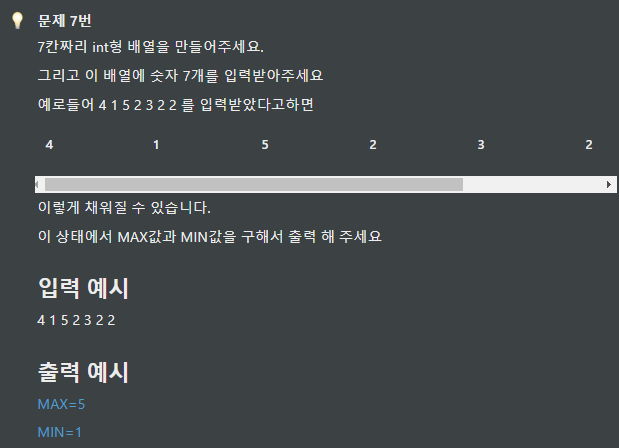 문제 7번
7칸짜리 int형 배열을 만들어주세요.
그리고 이 배열에 숫자 7개를 입력받아주세요
예로들어 4 1 5 2 3 2 2 를 입력받았다고하면
4 1 5 2 3 2
이렇게 채워질 수 있습니다.
이 상태에서 MAX값과 MIN값을 구해서 출력 해 주세요
입력 예시
4 1 5 2 3 2 2
출력 예시
MAX=5
MIN=1